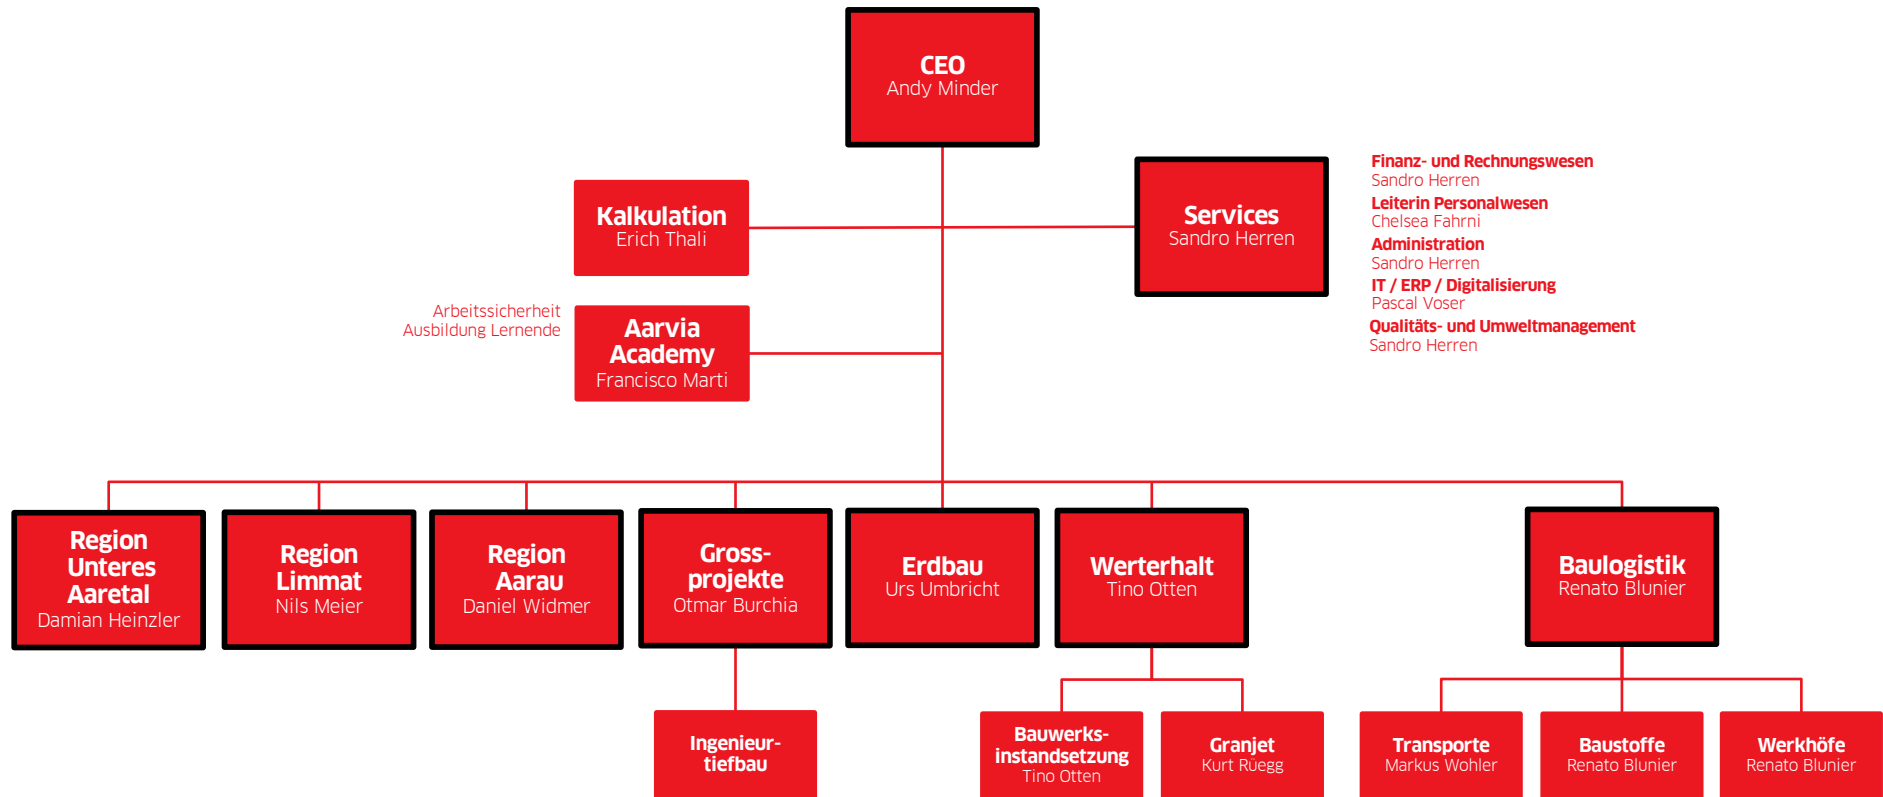 CEO
Andy Minder
Kalkulation
Erich Thali
Services
Sandro Herren
Finanz- und Rechnungswesen
Sandro Herren
Leiterin Personalwesen
Chelsea Fahrni
Administration
Sandro Herren
IT / ERP / Digitalisierung
Pascal Voser
Qualitäts- und Umweltmanagement
Sandro Herren
Arbeitssicherheit
Ausbildung Lernende
Aarvia
Academy
Francisco Marti
Region
Unteres
Aaretal
Damian Heinzler
Region
Limmat
Nils Meier
Region
Aarau
Daniel Widmer
Gross-
projekte
Otmar Burchia
Erdbau
Urs Umbricht
Werterhalt
Tino Otten
Baulogistik
Renato Blunier
Ingenieur-
tiefbau
Bauwerks-
instandsetzung
Tino Otten
Granjet
Kurt Rüegg
Transporte
Markus Wohler
Baustoffe
Renato Blunier
Werkhöfe
Renato Blunier